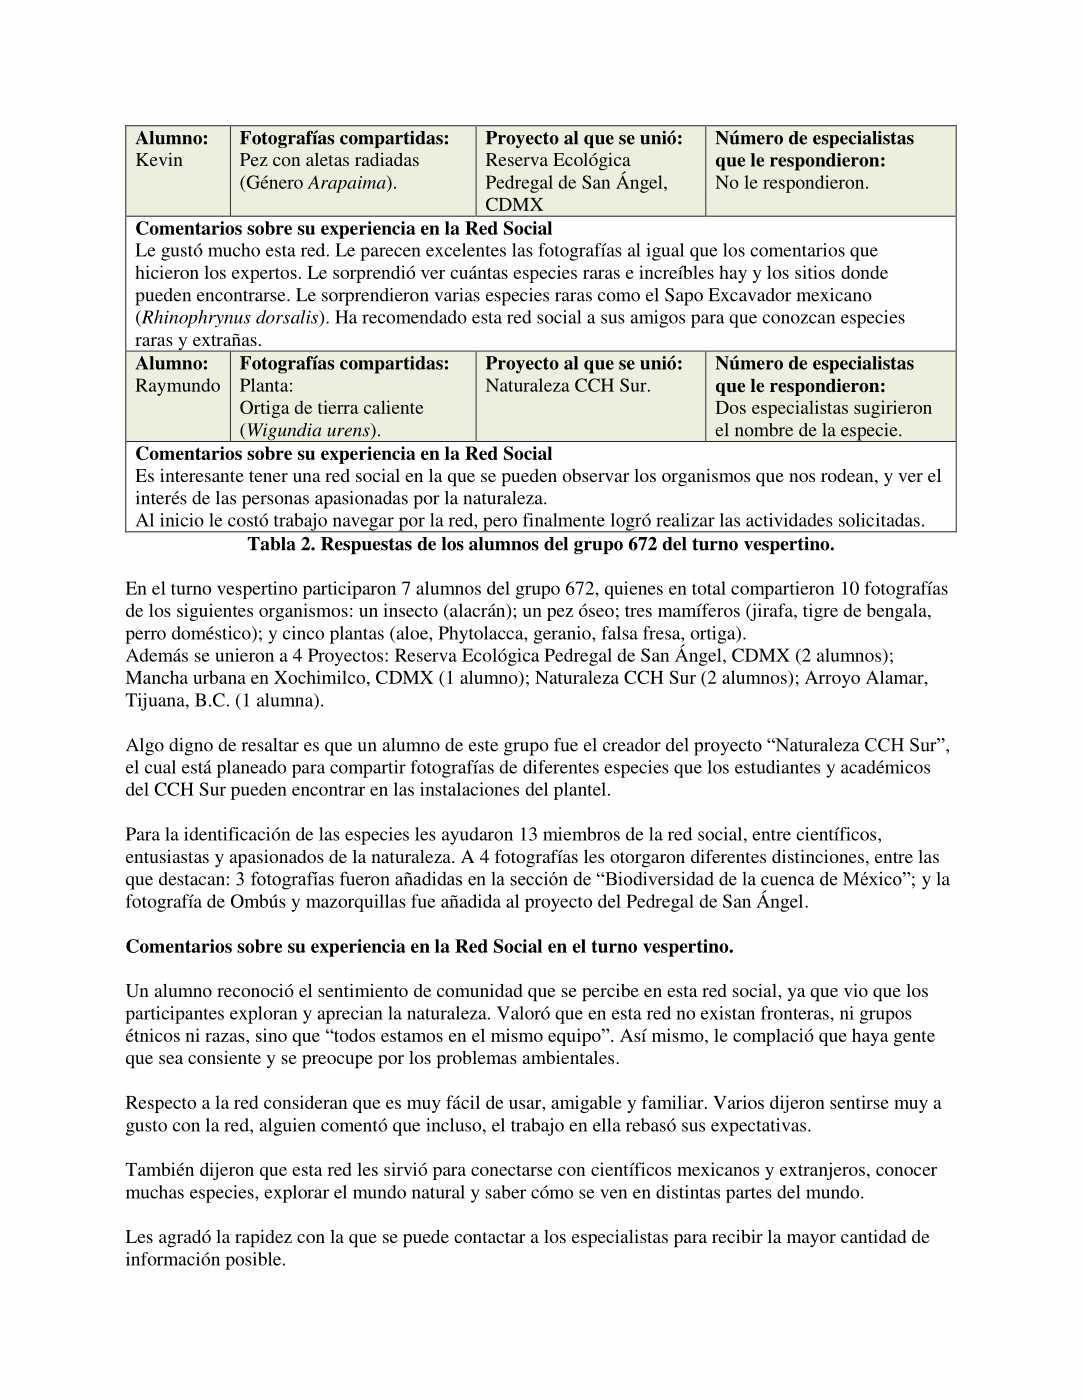 Alumno:
Kevin
Fotografías compartidas:
Pez con aletas radiadas
(Género Arapaima).
Proyecto al que se unió:
Reserva Ecológica
Pedregal de San Ángel,
CDMX
Número de especialistas
que le respondieron:
No le respondieron.
Comentarios sobre su experiencia en la Red Social
Le gustó mucho esta red. Le parecen excelentes las fotografías al igual que los comentarios que
hicieron los expertos. Le sorprendió ver cuántas especies raras e increíbles hay y los sitios donde
pueden encontrarse. Le sorprendieron varias especies raras como el Sapo Excavador mexicano
(Rhinophrynus dorsalis). Ha recomendado esta red social a sus amigos para que conozcan especies
raras y extrañas.
Alumno:
Raymundo
Fotografías compartidas:
Planta:
Ortiga de tierra caliente
(Wigundia urens).
Proyecto al que se unió:
Naturaleza CCH Sur.
Número de especialistas
que le respondieron:
Dos especialistas sugirieron
el nombre de la especie.
Comentarios sobre su experiencia en la Red Social
Es interesante tener una red social en la que se pueden observar los organismos que nos rodean, y ver el
interés de las personas apasionadas por la naturaleza.
Al inicio le costó trabajo navegar por la red, pero finalmente logró realizar las actividades solicitadas.
Tabla 2. Respuestas de los alumnos del grupo 672 del turno vespertino.
En el turno vespertino participaron 7 alumnos del grupo 672, quienes en total compartieron 10 fotografías
de los siguientes organismos: un insecto (alacrán); un pez óseo; tres mamíferos (jirafa, tigre de bengala,
perro doméstico); y cinco plantas (aloe, Phytolacca, geranio, falsa fresa, ortiga).
Además se unieron a 4 Proyectos: Reserva Ecológica Pedregal de San Ángel, CDMX (2 alumnos);
Mancha urbana en Xochimilco, CDMX (1 alumno); Naturaleza CCH Sur (2 alumnos); Arroyo Alamar,
Tijuana, B.C. (1 alumna).
Algo digno de resaltar es que un alumno de este grupo fue el creador del proyecto “Naturaleza CCH Sur”,
el cual está planeado para compartir fotografías de diferentes especies que los estudiantes y académicos
del CCH Sur pueden encontrar en las instalaciones del plantel.
Para la identificación de las especies les ayudaron 13 miembros de la red social, entre científicos,
entusiastas y apasionados de la naturaleza. A 4 fotografías les otorgaron diferentes distinciones, entre las
que destacan: 3 fotografías fueron añadidas en la sección de “Biodiversidad de la cuenca de México”; y la
fotografía de Ombús y mazorquillas fue añadida al proyecto del Pedregal de San Ángel.
Comentarios sobre su experiencia en la Red Social en el turno vespertino.
Un alumno reconoció el sentimiento de comunidad que se percibe en esta red social, ya que vio que los
participantes exploran y aprecian la naturaleza. Valoró que en esta red no existan fronteras, ni grupos
étnicos ni razas, sino que “todos estamos en el mismo equipo”. Así mismo, le complació que haya gente
que sea consiente y se preocupe por los problemas ambientales.
Respecto a la red consideran que es muy fácil de usar, amigable y familiar. Varios dijeron sentirse muy a
gusto con la red, alguien comentó que incluso, el trabajo en ella rebasó sus expectativas.
También dijeron que esta red les sirvió para conectarse con científicos mexicanos y extranjeros, conocer
muchas especies, explorar el mundo natural y saber cómo se ven en distintas partes del mundo.
Les agradó la rapidez con la que se puede contactar a los especialistas para recibir la mayor cantidad de
información posible.